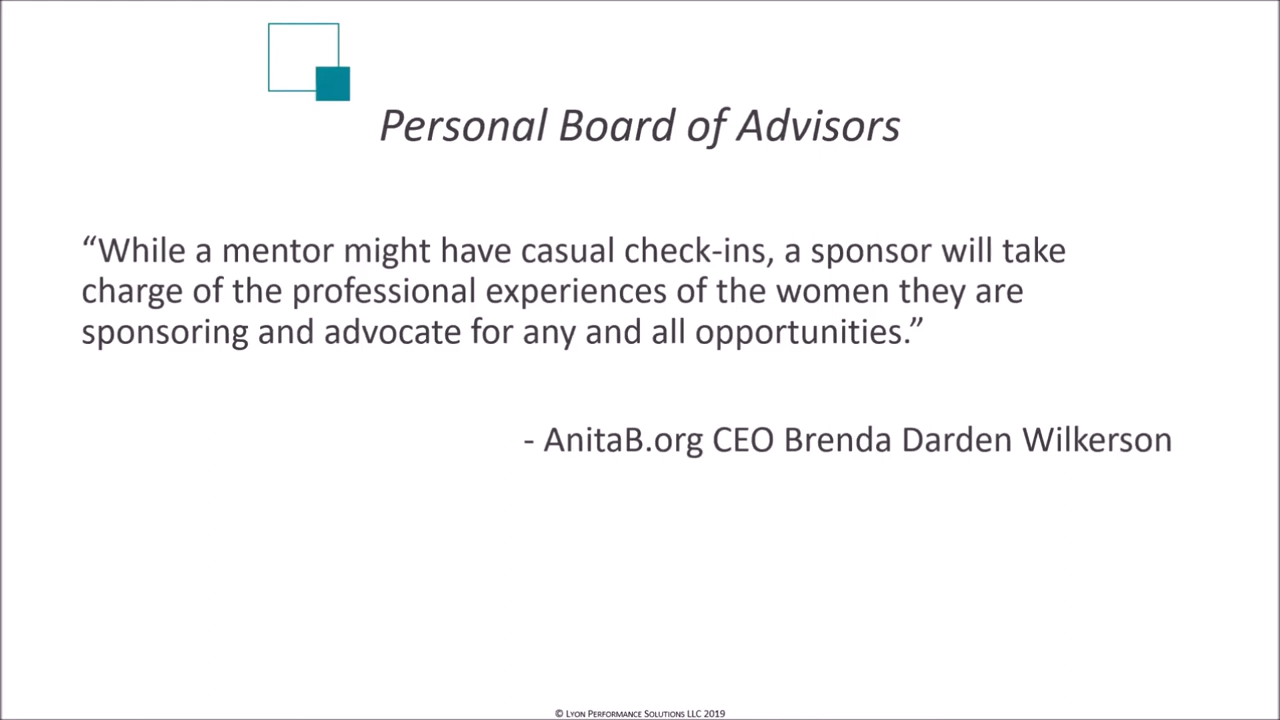 Personal Board of Advisors
“While a mentor might have casual check-ins, a sponsor will take
charge of the professional experiences of the women they are
sponsoring and advocate for any and all opportunities.”
- AnitaB.org CEO Brenda Darden Wilkerson
© Lyon Performance Solutions LLC 2019